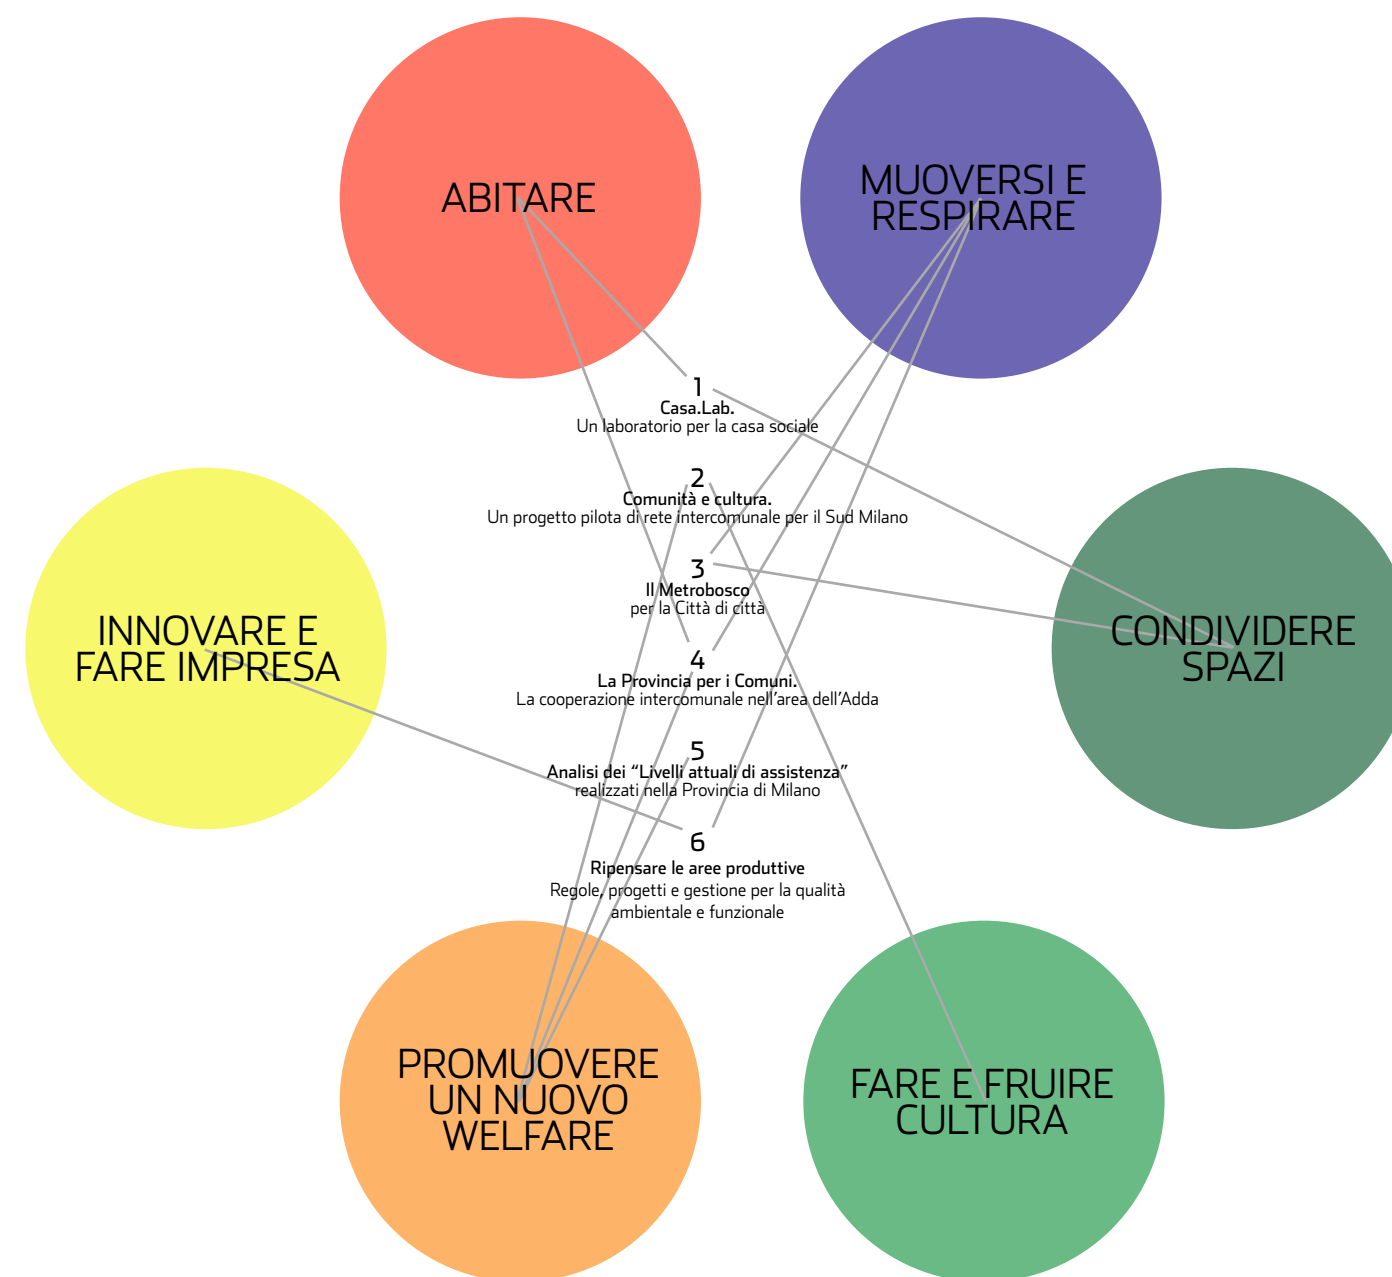 ABITARE
MUOVERSI E
RESPIRARE
1
Casa.Lab.
Un laboratorio per la casa sociale
2
Comunità e cultura.
Un progetto pilota di rete intercomunale per il Sud Milano
3
Il Metrobosco
per la Città di città
INNOVARE E
FARE IMPRESA
CONDIVIDERE
SPAZI
4
La Provincia per i Comuni.
La cooperazione intercomunale nell'area dell'Adda
5
Analisi dei “Livelli attuali di assistenza”
realizzati nella Provincia di Milano
6
Ripensare le aree produttive
Regole, progetti e gestione per la qualità
ambientale e funzionale
PROMUOVERE
UN NUOVO
WELFARE
FARE E FRUIRE
CULTURA